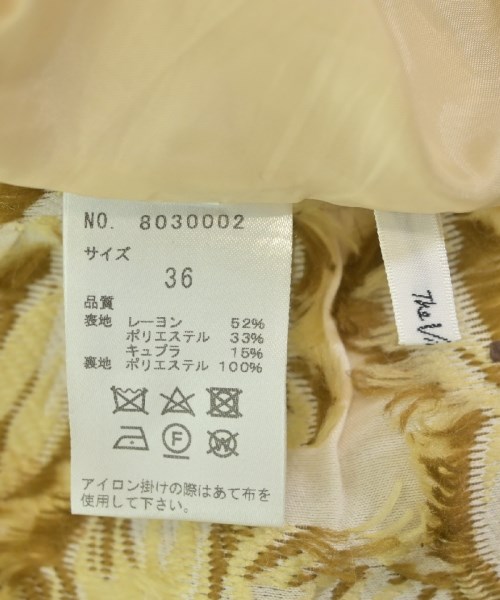 NO. 8030002
サイズ
36
品質
表地 レーヨン 52%
ポリエステル 33%
キュプラ 15%
裏地 ポリエステル 100%
F
W
アイロン掛けの際はあて布を
使用して下さい。
The Vi